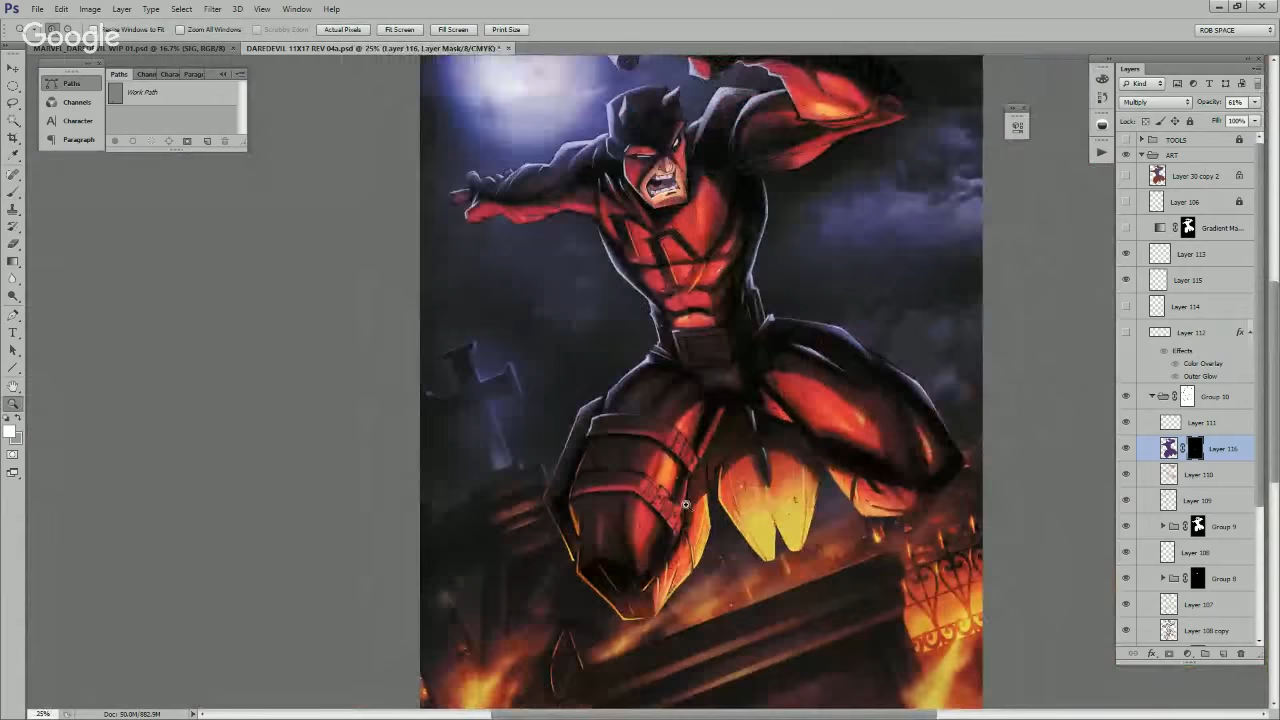 Ps File Edit Image Layer Type Select Filter 3D View Window Help
Google
Resize Windows to Fit Zoom All Windows Scrubby Zoom Actual Pixels Fit Screen Fill Screen Print Size ROB SPACE
MARVEL_DAREDEVIL WIP 01.psd @ 16.7% (SIG, RGB/8) × DAREDEVIL 11X17 REV 04a.psd @ 25% (Layer 116, Layer Mask/8/CMYK) * ×
Paths
Channels
Character
Paragraph
Paths Chann Chara Parag
Work Path
Layers
Kind
Multiply Opacity: 61%
Lock: Fill: 100%
TOOLS
ART
Layer 30 copy 2
Layer 106
Gradient Ma...
Layer 113
Layer 115
Layer 114
Layer 112 fx
Effects
Color Overlay
Outer Glow
Group 10
Layer 111
Layer 116
Layer 110
Layer 109
Group 9
Layer 108
Group 8
Layer 107
Layer 108 copy
25% Doc: 50.0M/882.9M